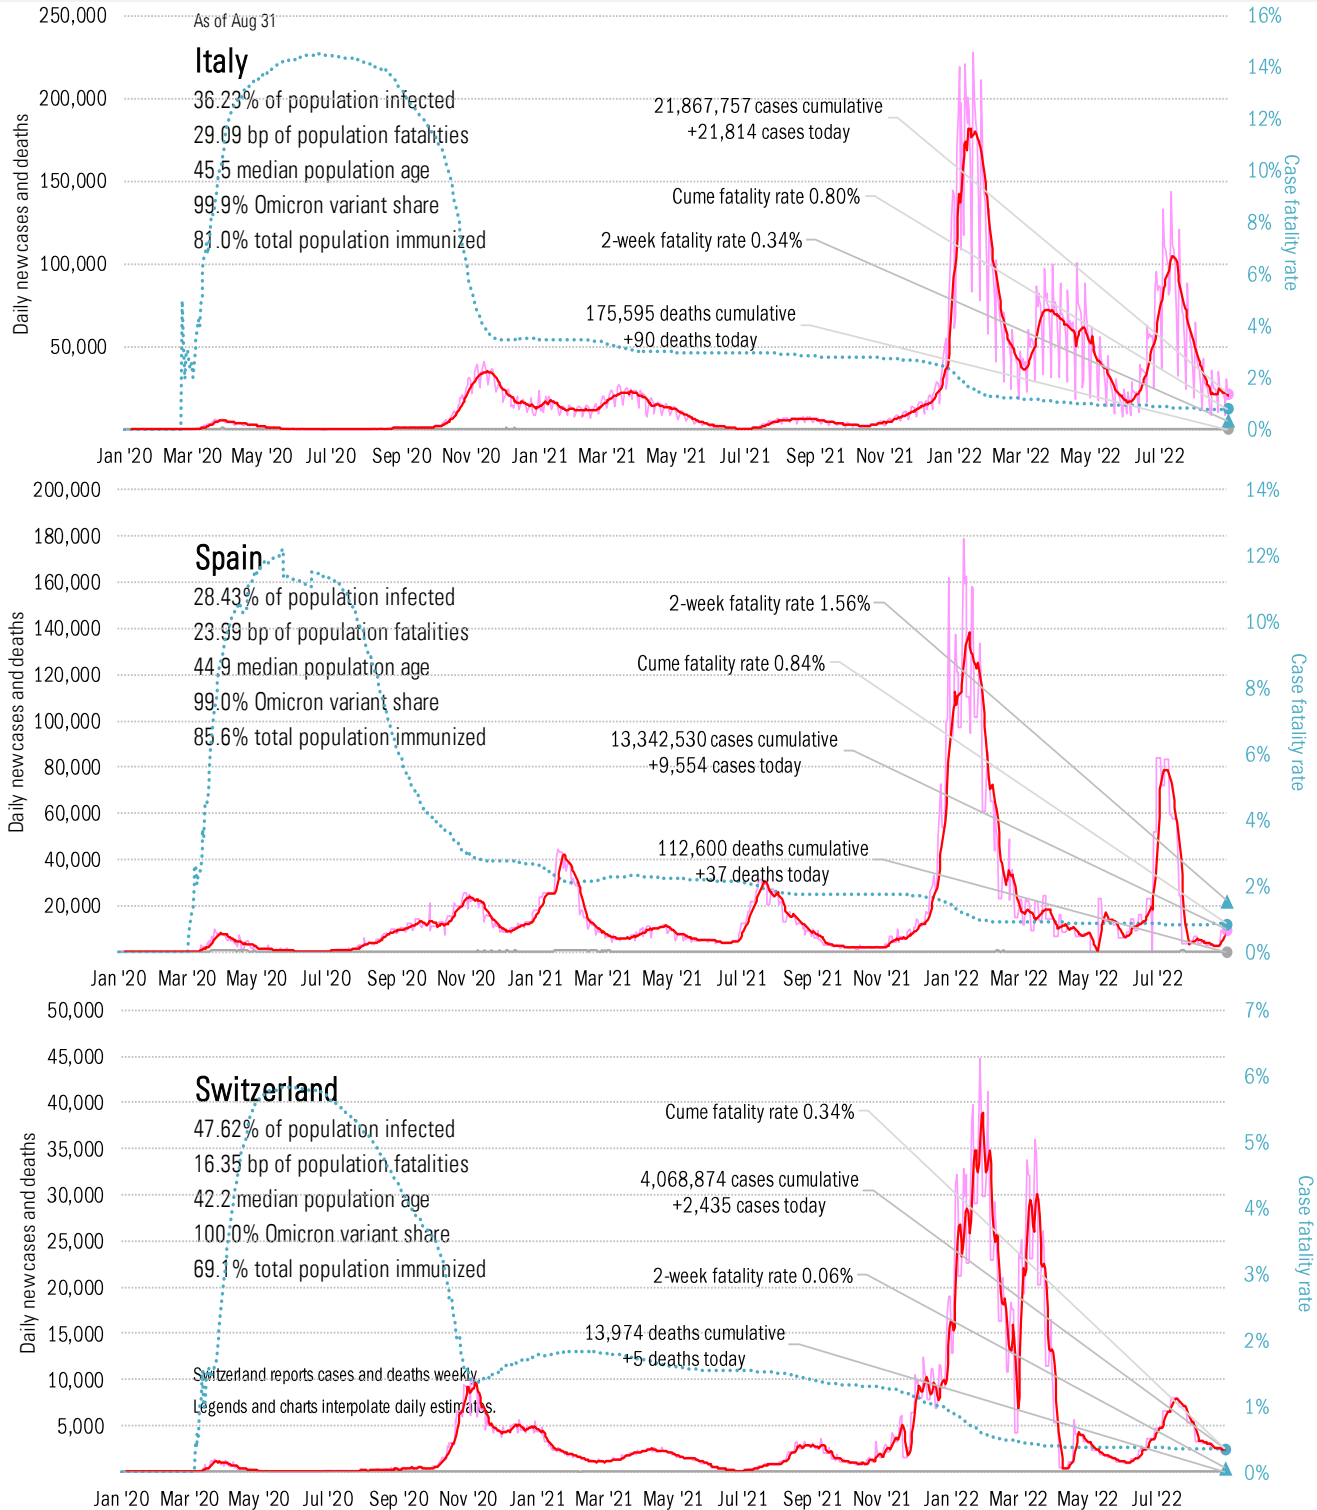 As of Aug 31
Italy
36.23% of population infected
29.09 bp of population fatalities
45.5 median population age
99.9% Omicron variant share
81.0% total population immunized
21,867,757 cases cumulative
+21,814 cases today
Cume fatality rate 0.80%
2-week fatality rate 0.34%
175,595 deaths cumulative
+90 deaths today
Daily new cases and deaths
250,000
200,000
150,000
100,000
50,000
16%
14%
12%
10%
8%
6%
4%
2%
0%
Case fatality rate
Jan '20 Mar '20 May '20 Jul '20 Sep '20 Nov '20 Jan '21 Mar '21 May '21 Jul '21 Sep '21 Nov '21 Jan '22 Mar '22 May '22 Jul '22
Spain
28.43% of population infected
23.99 bp of population fatalities
44.9 median population age
99.0% Omicron variant share
85.6% total population immunized
2-week fatality rate 1.56%
Cume fatality rate 0.84%
13,342,530 cases cumulative
+9,554 cases today
112,600 deaths cumulative
+37 deaths today
Daily new cases and deaths
200,000
180,000
160,000
140,000
120,000
100,000
80,000
60,000
40,000
20,000
14%
12%
10%
8%
6%
4%
2%
0%
Case fatality rate
Jan '20 Mar '20 May '20 Jul '20 Sep '20 Nov '20 Jan '21 Mar '21 May '21 Jul '21 Sep '21 Nov '21 Jan '22 Mar '22 May '22 Jul '22
Switzerland
47.62% of population infected
16.35 bp of population fatalities
42.2 median population age
100.0% Omicron variant share
69.1% total population immunized
Switzerland reports cases and deaths weekly.
Legends and charts interpolate daily estimates.
Cume fatality rate 0.34%
4,068,874 cases cumulative
+2,435 cases today
2-week fatality rate 0.06%
13,974 deaths cumulative
+5 deaths today
Daily new cases and deaths
50,000
45,000
40,000
35,000
30,000
25,000
20,000
15,000
10,000
5,000
7%
6%
5%
4%
3%
2%
1%
0%
Case fatality rate
Jan '20 Mar '20 May '20 Jul '20 Sep '20 Nov '20 Jan '21 Mar '21 May '21 Jul '21 Sep '21 Nov '21 Jan '22 Mar '22 May '22 Jul '22